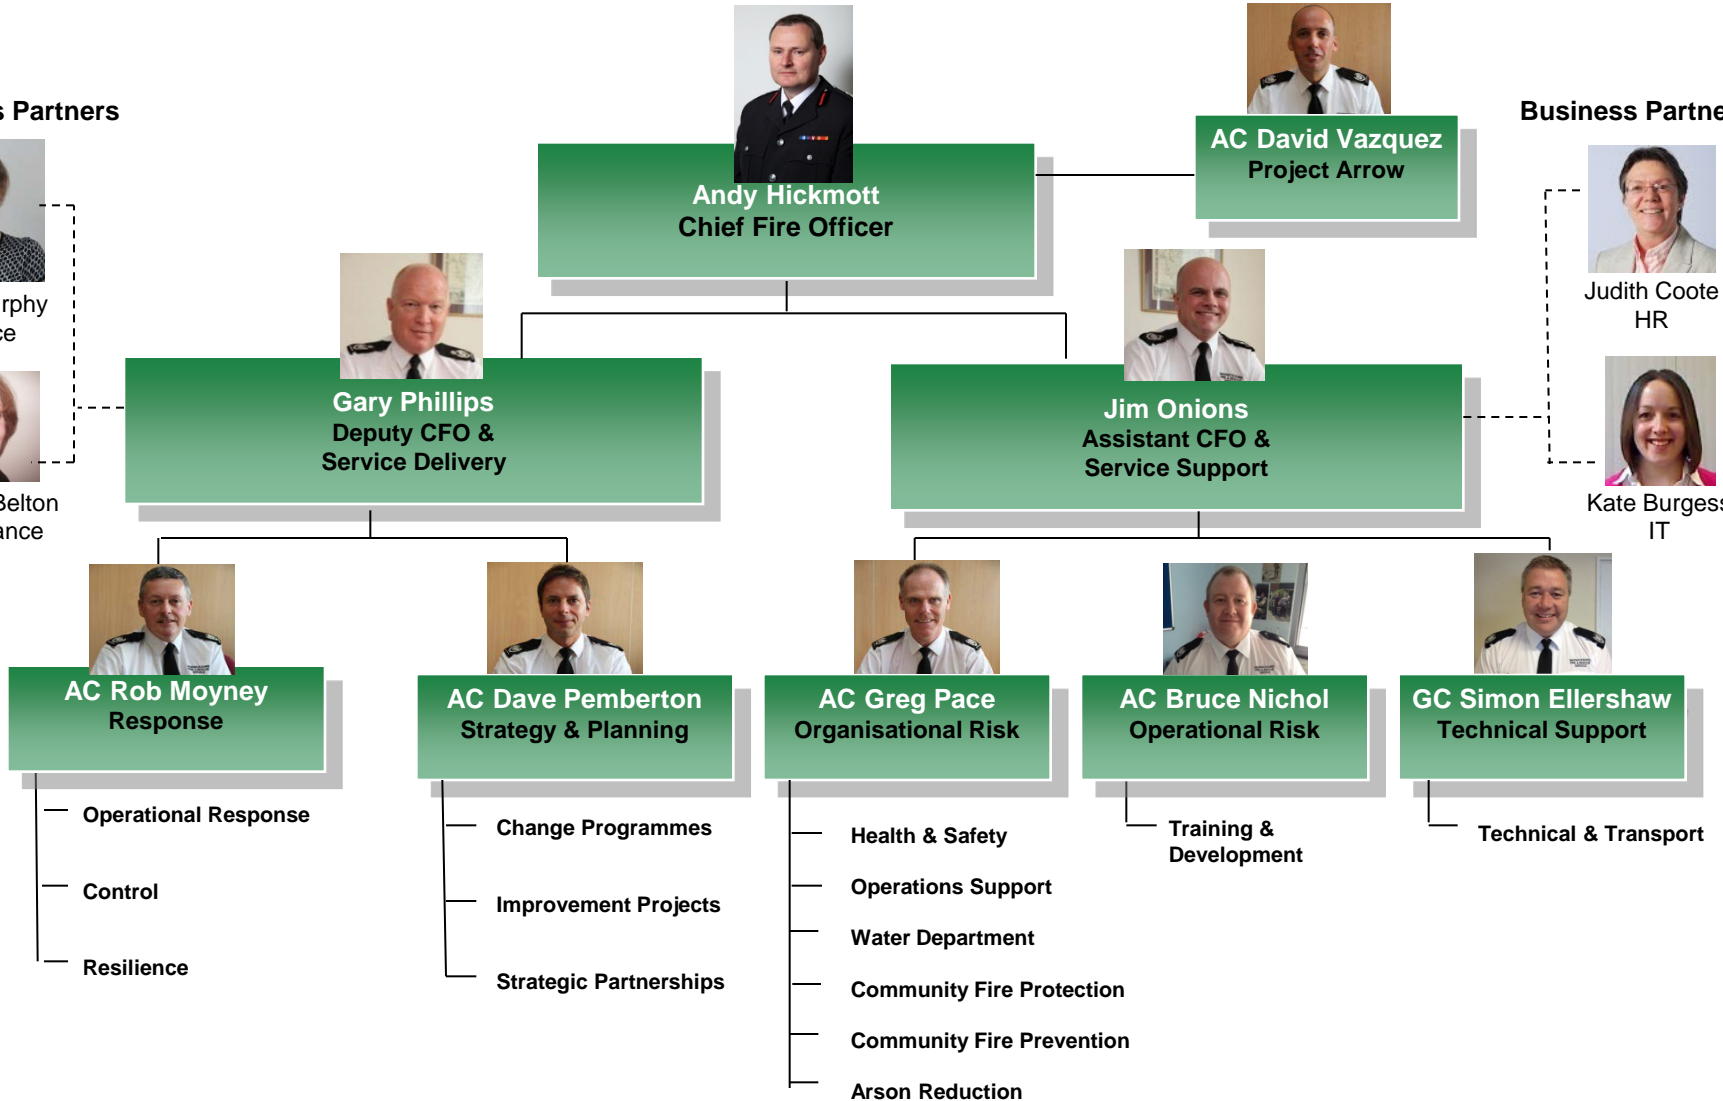 s Partners
Business Partne
AC David Vazquez
Project Arrow
Andy Hickmott
Chief Fire Officer
rphy
ce
Judith Coote
HR
Gary Phillips
Deputy CFO &
Service Delivery
Jim Onions
Assistant CFO &
Service Support
Belton
ance
Kate Burgess
IT
AC Rob Moyney
Response
AC Dave Pemberton
Strategy & Planning
AC Greg Pace
Organisational Risk
AC Bruce Nichol
Operational Risk
GC Simon Ellershaw
Technical Support
Operational Response
Control
Resilience
Change Programmes
Improvement Projects
Strategic Partnerships
Health & Safety
Operations Support
Water Department
Community Fire Protection
Community Fire Prevention
Arson Reduction
Training &
Development
Technical & Transport